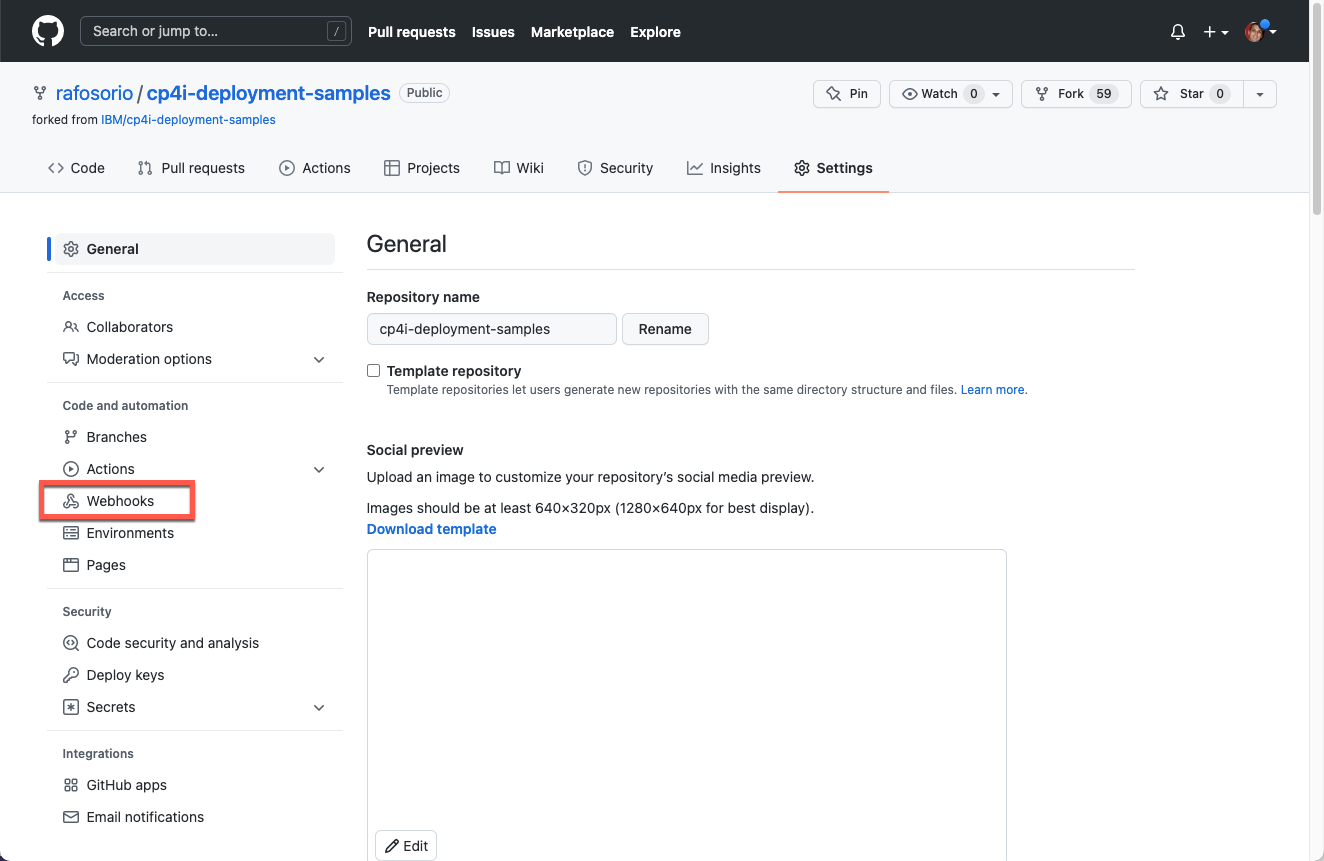 Search or jump to... /
Pull requests Issues Marketplace Explore
rafosorio / cp4i-deployment-samples Public
Pin Watch 0 Fork 59 Star 0
forked from IBM/cp4i-deployment-samples
Code Pull requests Actions Projects Wiki Security Insights Settings
General
Access
Collaborators
Moderation options
Code and automation
Branches
Actions
Webhooks
Environments
Pages
Security
Code security and analysis
Deploy keys
Secrets
Integrations
GitHub apps
Email notifications
General
Repository name
cp4i-deployment-samples Rename
Template repository
Template repositories let users generate new repositories with the same directory structure and files. Learn more.
Social preview
Upload an image to customize your repository’s social media preview.
Images should be at least 640×320px (1280×640px for best display).
Download template
Edit